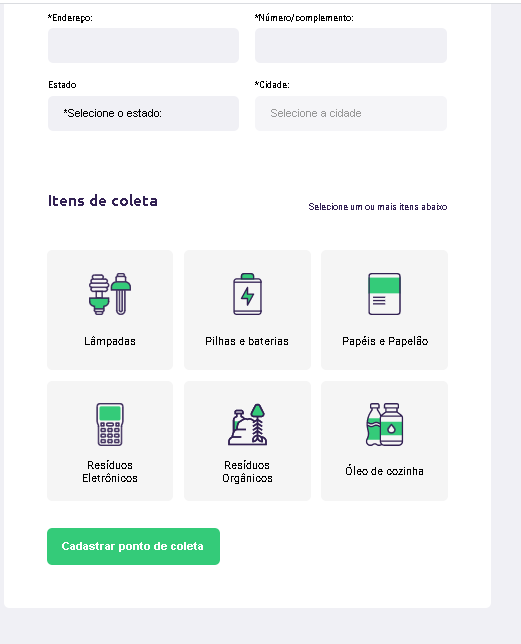 *Endereço:
*Número/complemento:
Estado
*Cidade:
*Selecione o estado:
Selecione a cidade
Itens de coleta
Selecione um ou mais itens abaixo
Lâmpadas
Pilhas e baterias
Papéis e Papelão
Resíduos
Eletrônicos
Resíduos
Orgânicos
Óleo de cozinha
Cadastrar ponto de coleta